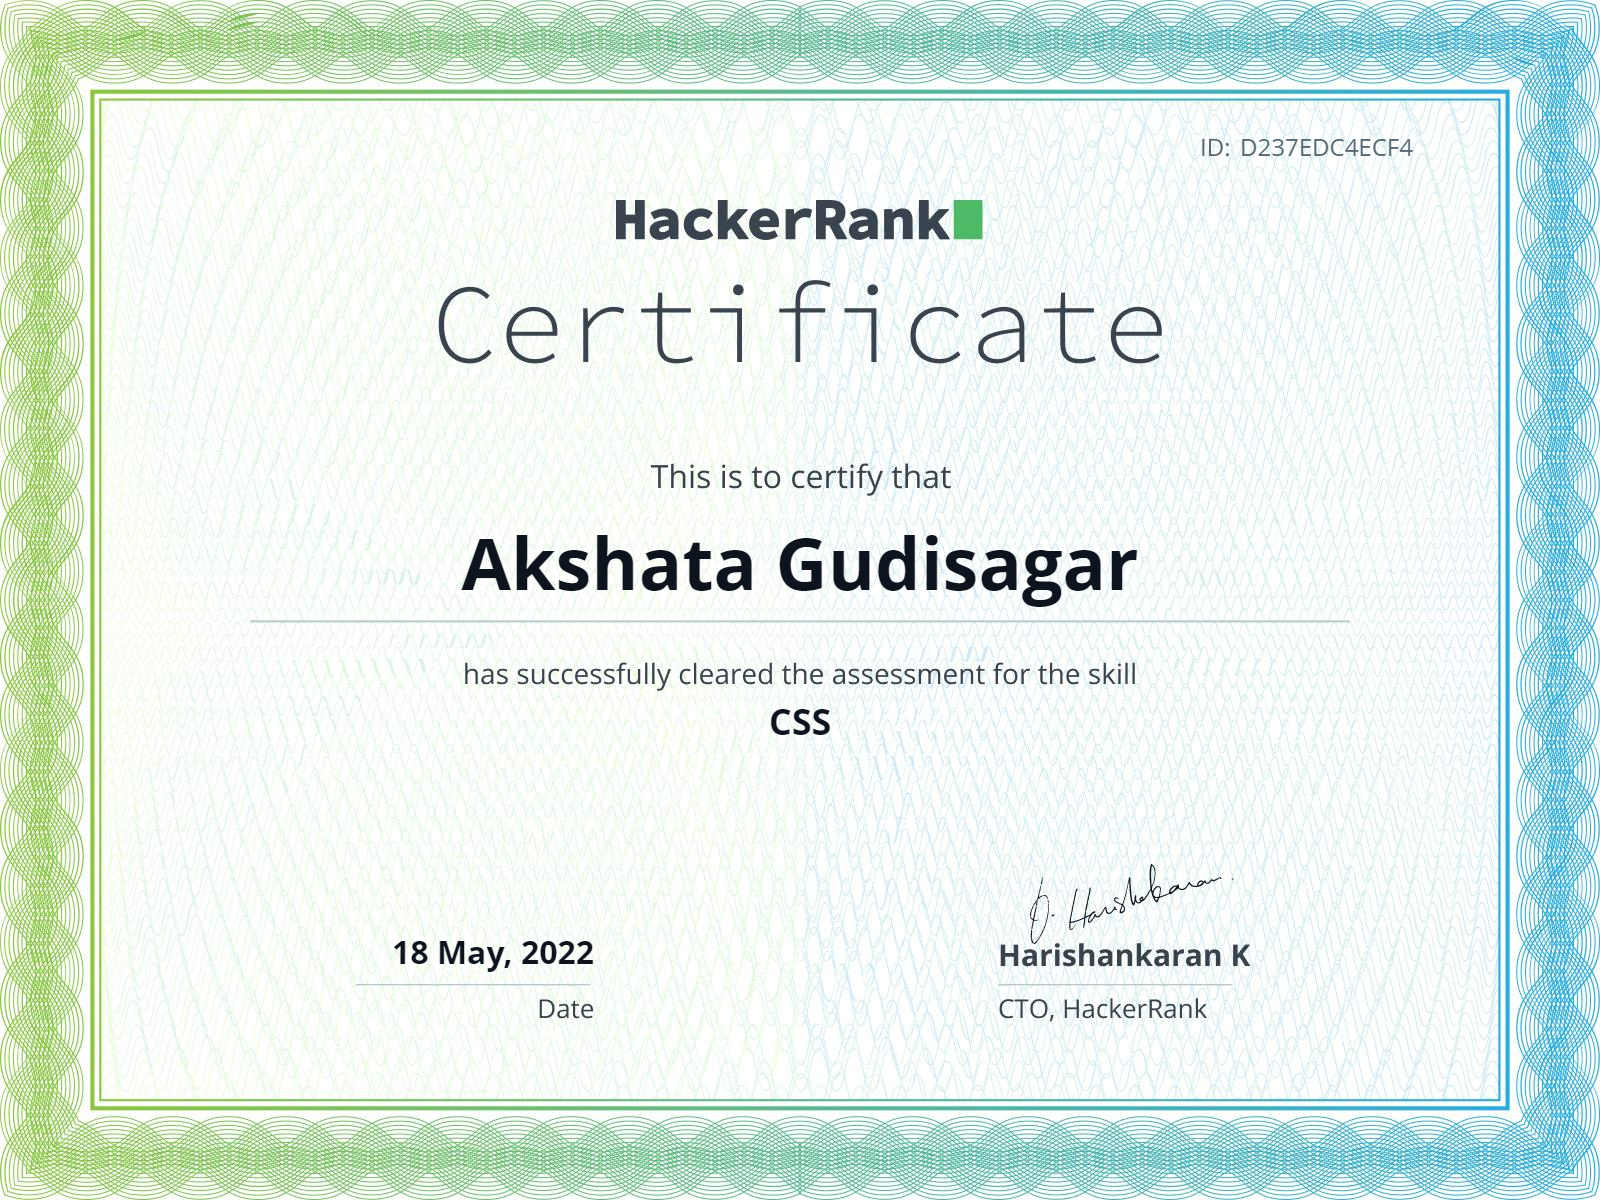 ID: D237EDC4ECF4
HackerRank
Certificate
This is to certify that
Akshata Gudisagar
has successfully cleared the assessment for the skill
CSS
18 May, 2022
Date
Harishankaran K
CTO, HackerRank